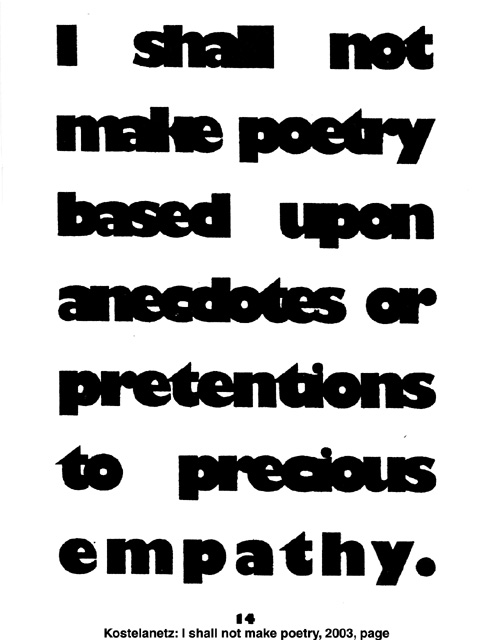 I shall not
make poetry
based upon
anecdotes or
pretentions
to precious
empathy.
14
Kostelanetz: I shall not make poetry, 2003, page